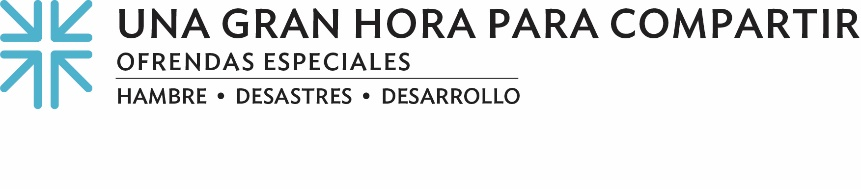 UNA GRAN HORA PARA COMPARTIR
OFRENDAS ESPECIALES
HAMBRE • DESASTRES • DESARROLLO